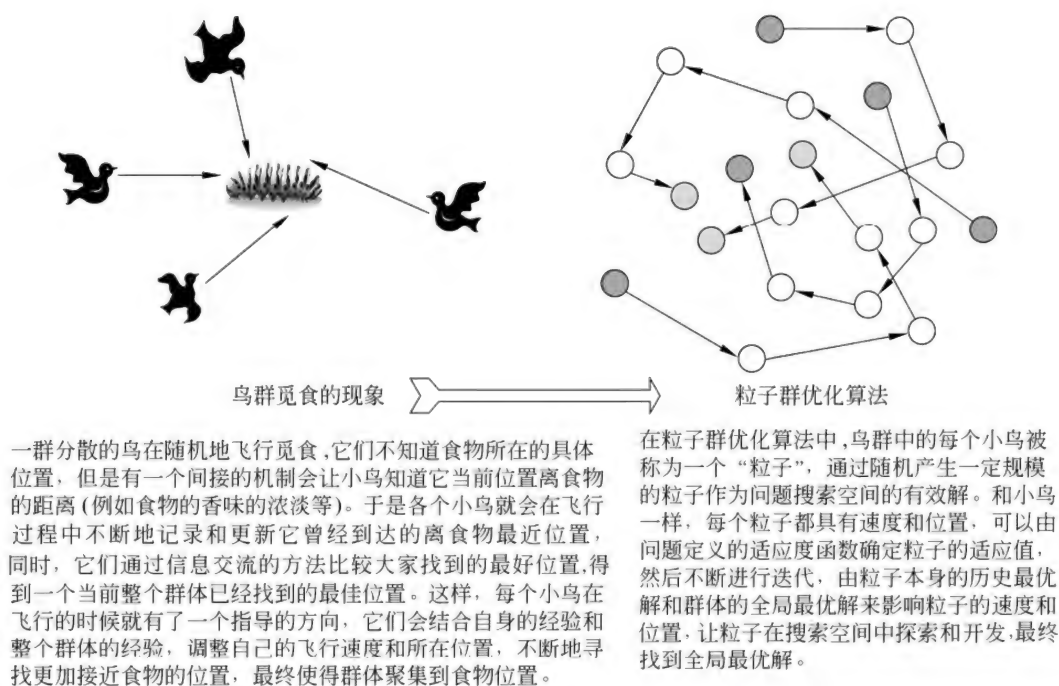 鸟群觅食的现象
粒子群优化算法
一群分散的鸟在随机地飞行觅食,它们不知道食物所在的具体
位置，但是有一个间接的机制会让小鸟知道它当前位置离食物
的距离(例如食物的香味的浓淡等)。于是各个小鸟就会在飞行
过程中不断地记录和更新它曾经到达的离食物最近位置，
同时，它们通过信息交流的方法比较大家找到的最好位置,得
到一个当前整个群体已经找到的最佳位置。这样，每个小鸟在
飞行的时候就有了一个指导的方向，它们会结合自身的经验和
整个群体的经验，调整自己的飞行速度和所在位置，不断地寻
找更加接近食物的位置，最终使得群体聚集到食物位置。
在粒子群优化算法中,鸟群中的每个小鸟被
称为一个“粒子”，通过随机产生一定规模
的粒子作为问题搜索空间的有效解。和小鸟
一样，每个粒子都具有速度和位置，可以由
问题定义的适应度函数确定粒子的适应值，
然后不断进行迭代，由粒子本身的历史最优
解和群体的全局最优解来影响粒子的速度和
位置，让粒子在搜索空间中探索和开发,最终
找到全局最优解。